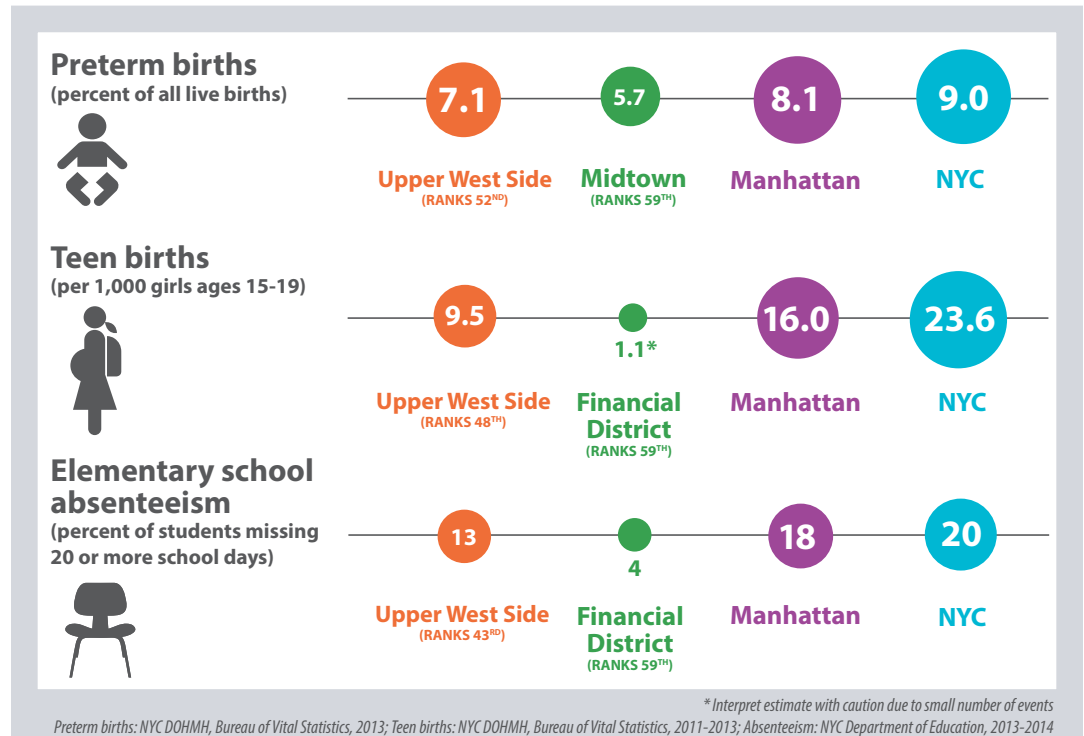 Preterm births
(percent of all live births)
7.1
5.7
8.1
9.0
Upper West Side
(RANKS 52ND)
Midtown
(RANKS 59TH)
Manhattan
NYC
Teen births
(per 1,000 girls ages 15-19)
9.5
1.1*
16.0
23.6
Upper West Side
(RANKS 48TH)
Financial
District
(RANKS 59TH)
Manhattan
NYC
Elementary school
absenteeism
(percent of students missing
20 or more school days)
13
4
18
20
Upper West Side
(RANKS 43RD)
Financial
District
(RANKS 59TH)
Manhattan
NYC
* Interpret estimate with caution due to small number of events
Preterm births: NYC DOHMH, Bureau of Vital Statistics, 2013; Teen births: NYC DOHMH, Bureau of Vital Statistics, 2011-2013; Absenteeism: NYC Department of Education, 2013-2014